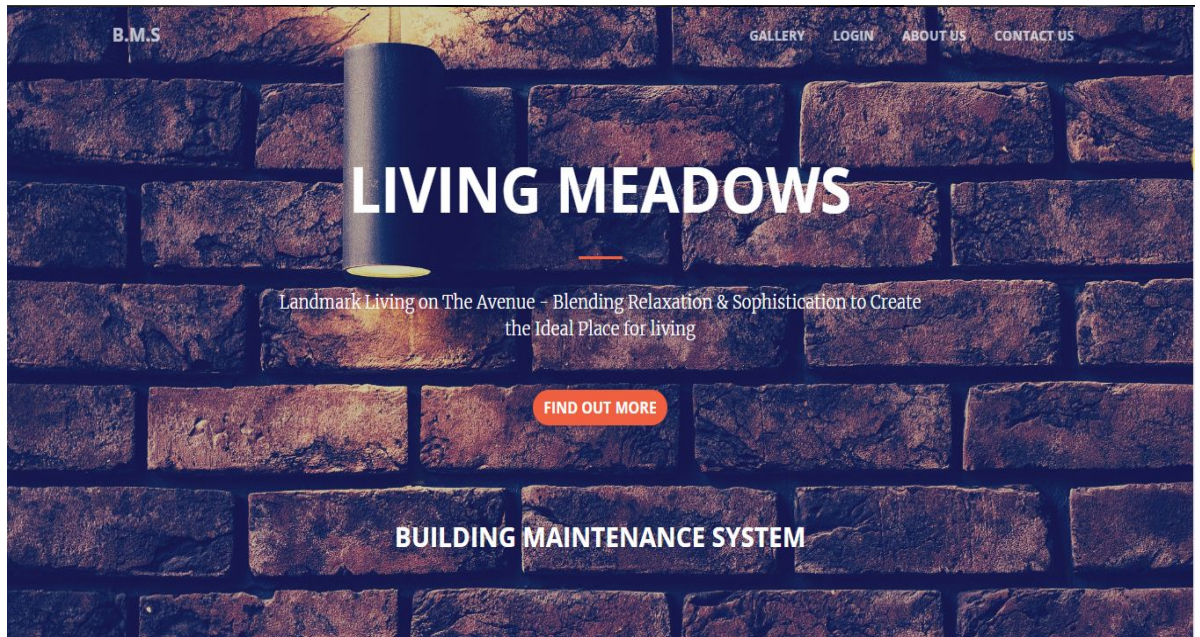 B.M.S
GALLERY LOGIN ABOUT US CONTACT US
LIVING MEADOWS
Landmark Living on The Avenue - Blending Relaxation & Sophistication to Create
the Ideal Place for living
FIND OUT MORE
BUILDING MAINTENANCE SYSTEM